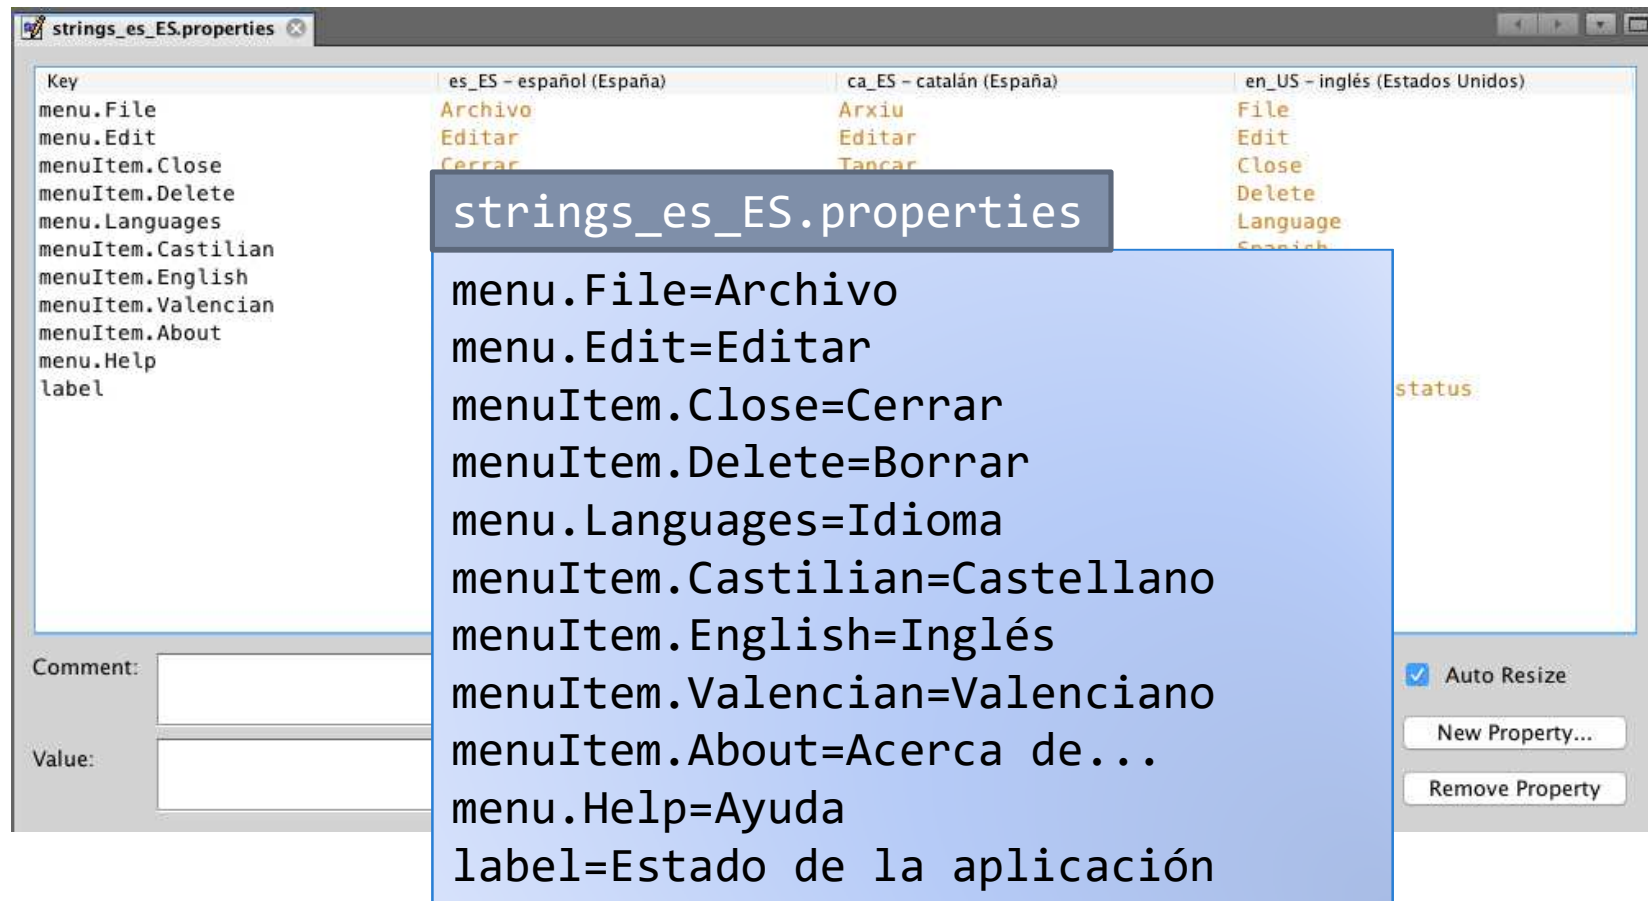 strings_es_ES.properties
Key es_ES – español (España) ca_ES – catalán (España) en_US – inglés (Estados Unidos)
menu.File Archivo Arxiu File
menu.Edit Editar Editar Edit
menuItem.Close Cerrar Tancar Close
menuItem.Delete Delete
menu.Languages Language
menuItem.Castilian Spanish
menuItem.English
menuItem.Valencian
menuItem.About
menu.Help
label status
strings_es_ES.properties
menu.File=Archivo
menu.Edit=Editar
menuItem.Close=Cerrar
menuItem.Delete=Borrar
menu.Languages=Idioma
menuItem.Castilian=Castellano
menuItem.English=Inglés
menuItem.Valencian=Valenciano
menuItem.About=Acerca de...
menu.Help=Ayuda
label=Estado de la aplicación
Comment:
Value:
Auto Resize
New Property...
Remove Property